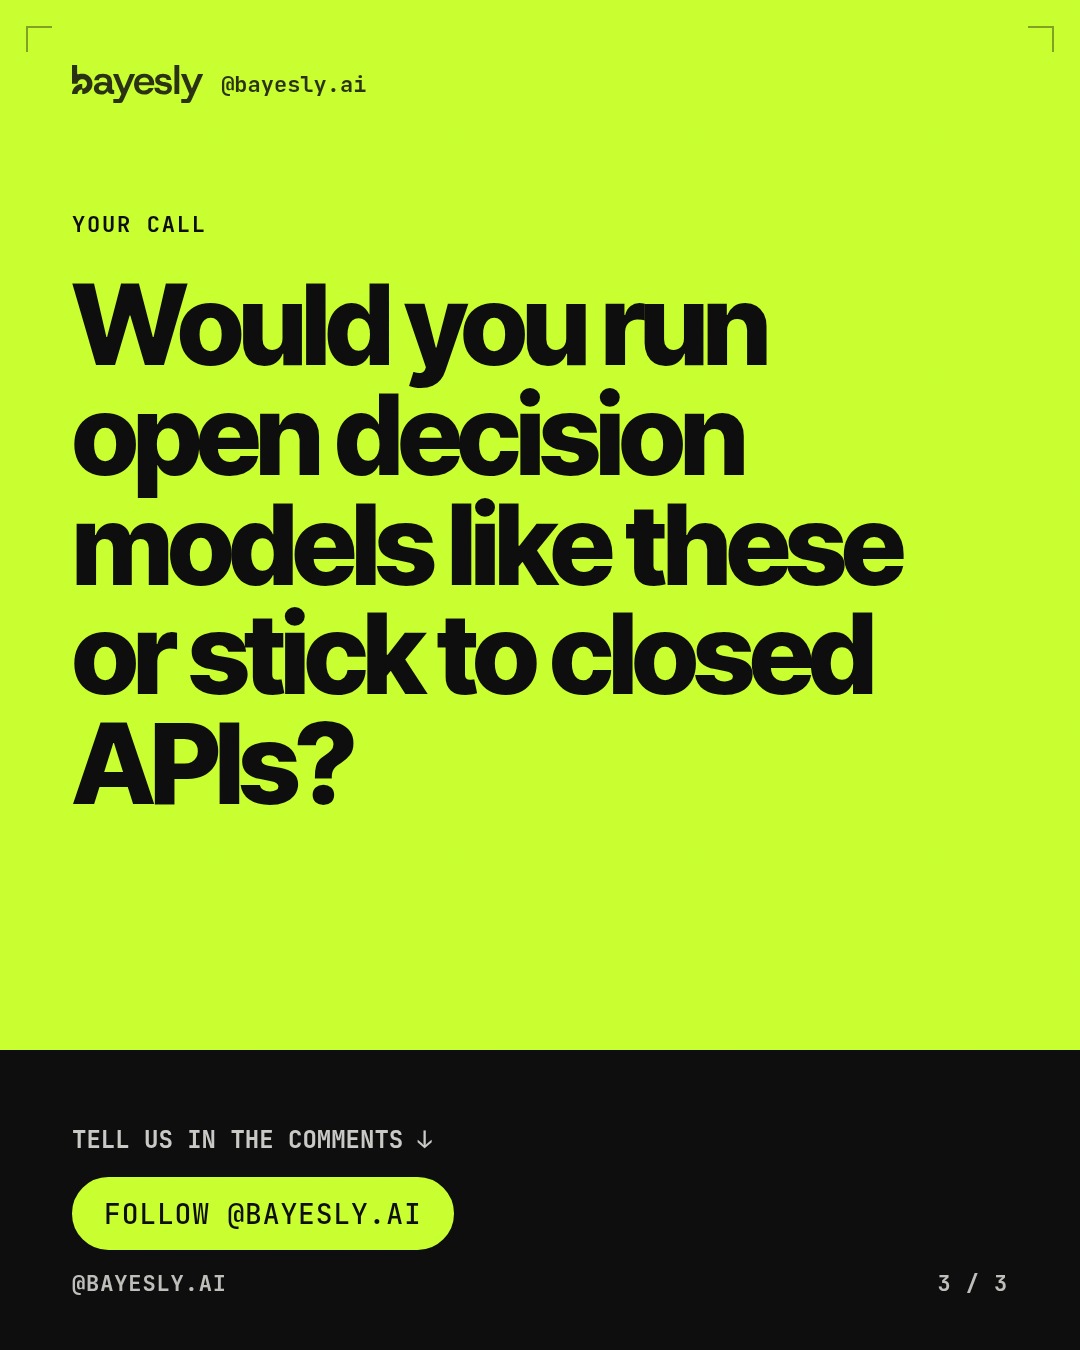 bayesly @bayesly.ai
YOUR CALL
Would you run
open decision
models like these
or stick to closed
APIs?
TELL US IN THE COMMENTS ↓
FOLLOW @BAYESLY.AI
@BAYESLY.AI 3 / 3